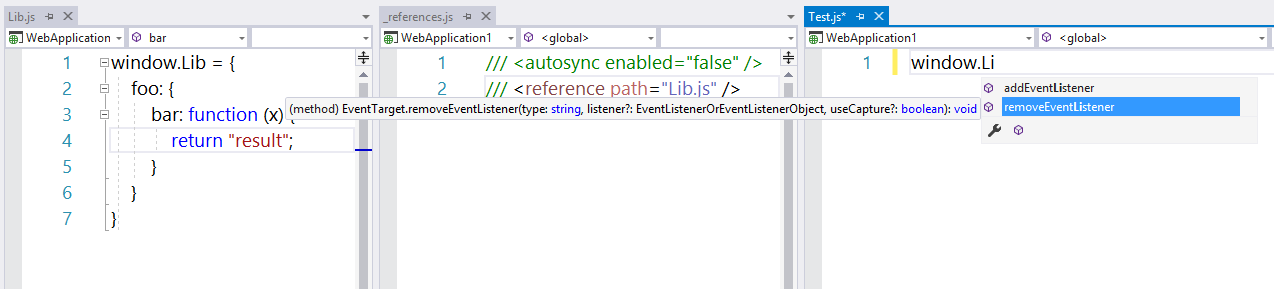 Lib.js
WebApplication
bar
1 window.Lib = {
2 foo: {
3 bar: function (x) {
4 return "result";
5 }
6 }
7 }
_references.js
WebApplication1
<global>
1 /// <autosync enabled="false" />
2 /// <reference path="Lib.js" />
(method) EventTarget.removeEventListener(type: string, listener?: EventListenerOrEventListenerObject, useCapture?: boolean): void
Test.js*
WebApplication1
<global>
1 window.Li
addEventListener
removeEventListener